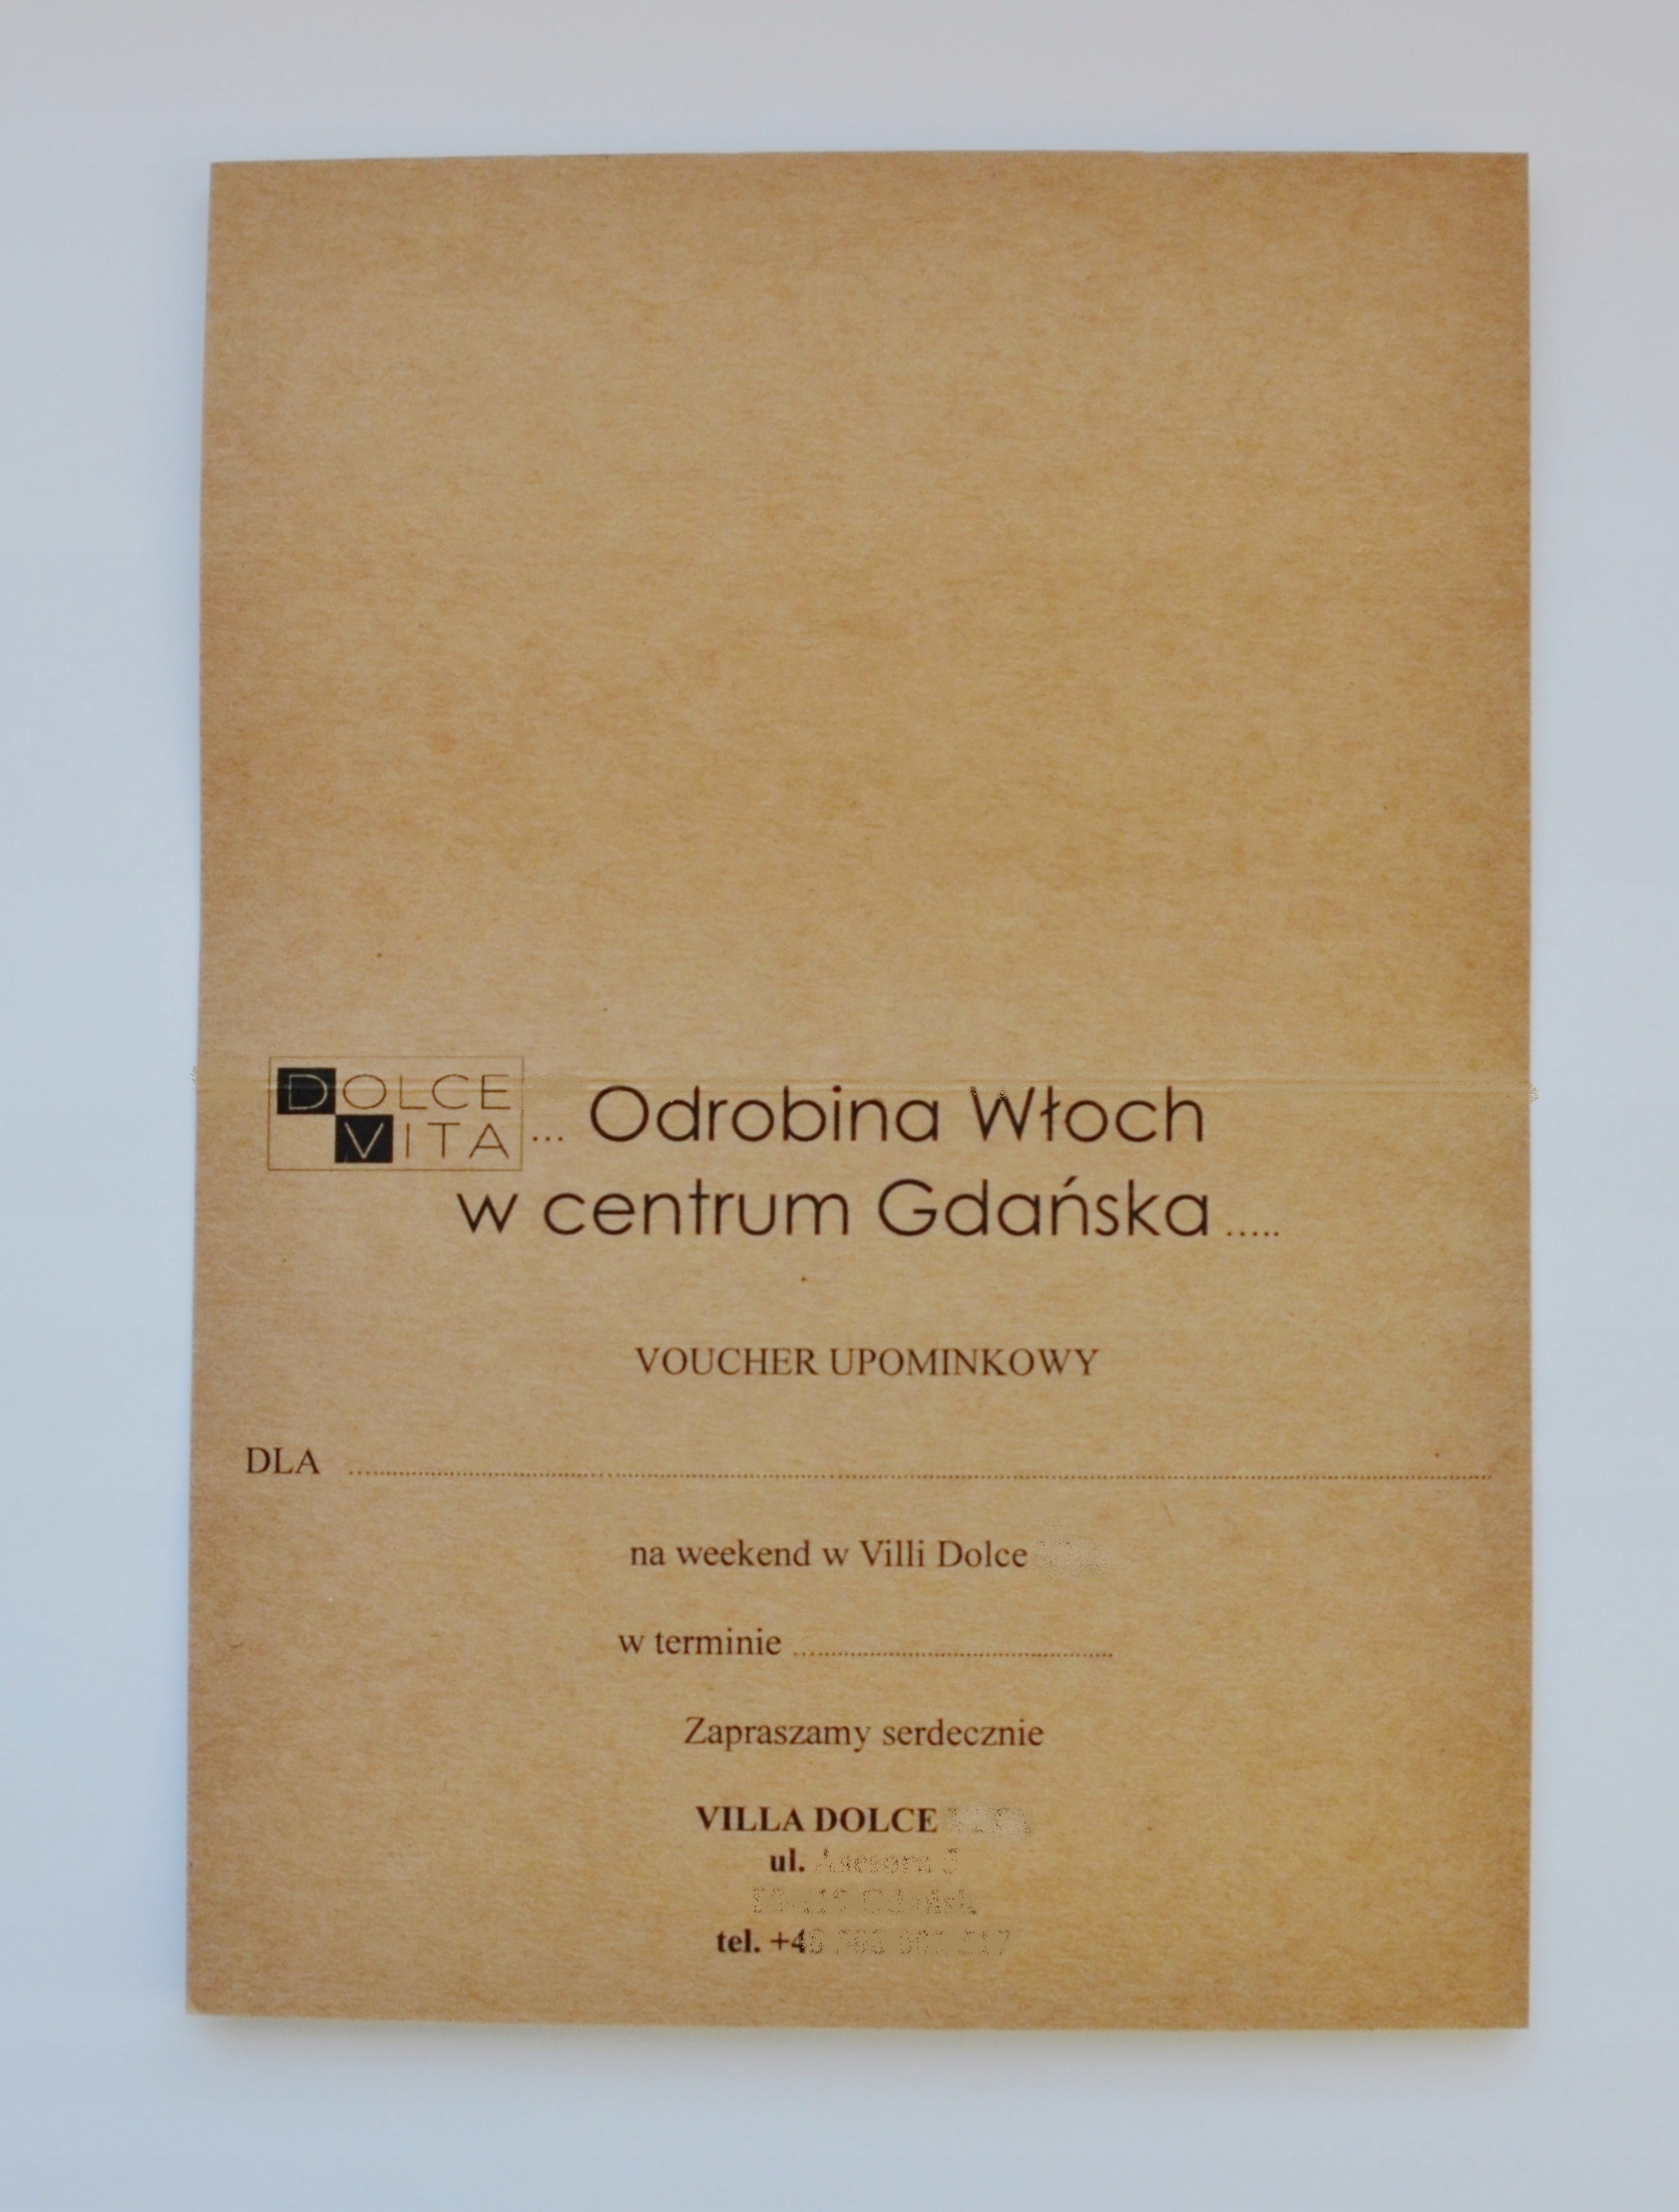 DOLCE
VITA ... Odrobina Włoch
w centrum Gdańska .....
VOUCHER UPOMINKOWY
DLA ..........
na weekend w Villi Dolce
w terminie ..........
Zapraszamy serdecznie
VILLA DOLCE
ul.
tel. +4